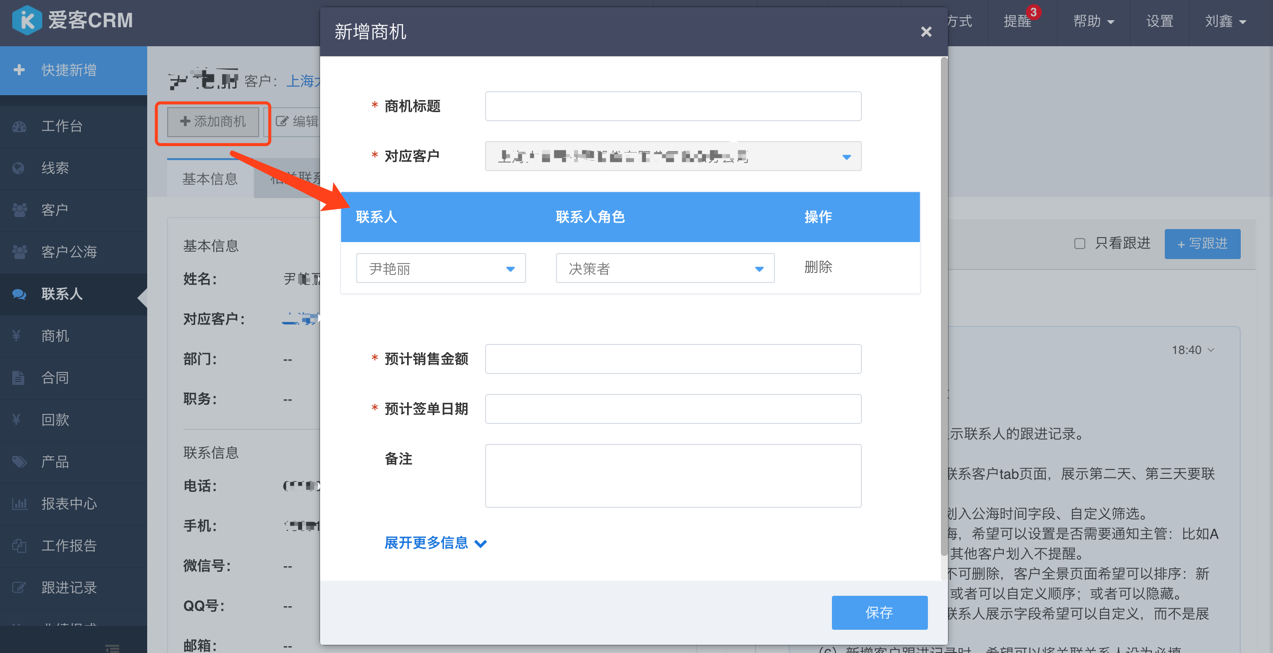 爱客CRM
方式
提醒
3
帮助
设置
刘鑫
快捷新增
工作台
线索
客户
客户公海
联系人
商机
合同
回款
产品
报表中心
工作报告
跟进记录
客户：上海
添加商机
编辑
基本信息
基本信息
姓名：
对应客户：
部门：
--
职务：
--
联系信息
电话：
手机：
微信号：
--
QQ号：
--
邮箱：
--
新增商机
×
* 商机标题
* 对应客户
联系人 联系人角色 操作
尹艳丽 决策者 删除
* 预计销售金额
* 预计签单日期
备注
展开更多信息
保存
只看跟进
+ 写跟进
18:40
示联系人的跟进记录。
联系客户tab页面，展示第二天、第三天要联
划入公海时间字段、自定义筛选。
海，希望可以设置是否需要通知主管：比如A
其他客户划入不提醒。
不可删除，客户全景页面希望可以排序：新
或者可以自定义顺序；或者可以隐藏。
联系人展示字段希望可以自定义，而不是展